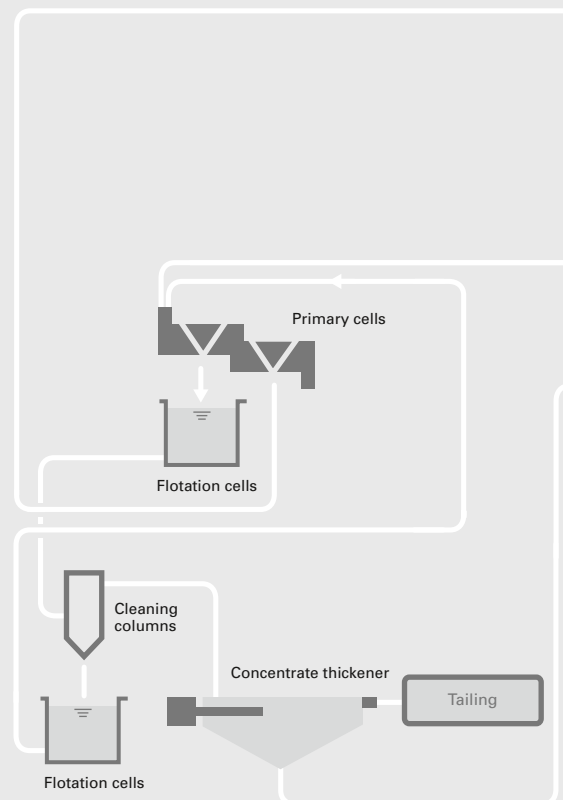 Primary cells
Flotation cells
Cleaning
columns
Concentrate thickener
Tailing
Flotation cells